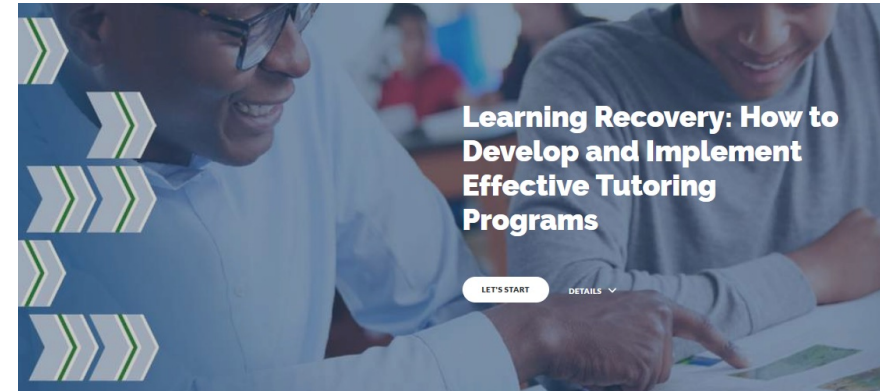 Learning Recovery: How to
Develop and Implement
Effective Tutoring
Programs
LET'S START
DETAILS